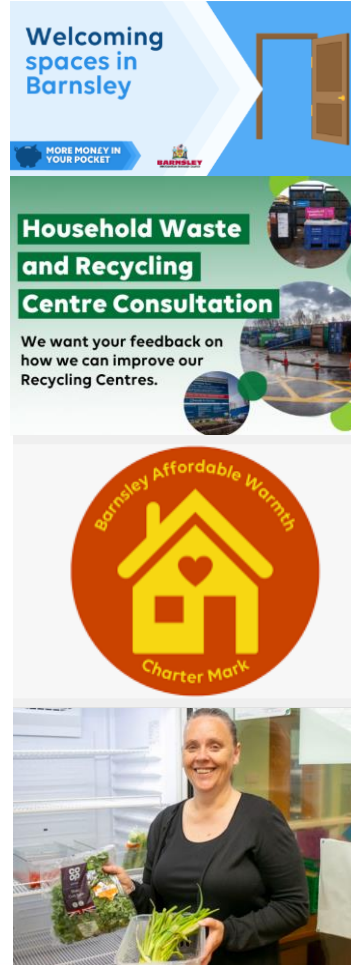 Welcoming
spaces in
Barnsley
MORE MONEY IN
YOUR POCKET
BARNSLEY
Household Waste
and Recycling
Centre Consultation
We want your feedback on
how we can improve our
Recycling Centres.
Barnsley Affordable Warmth
Charter Mark
CO
OP